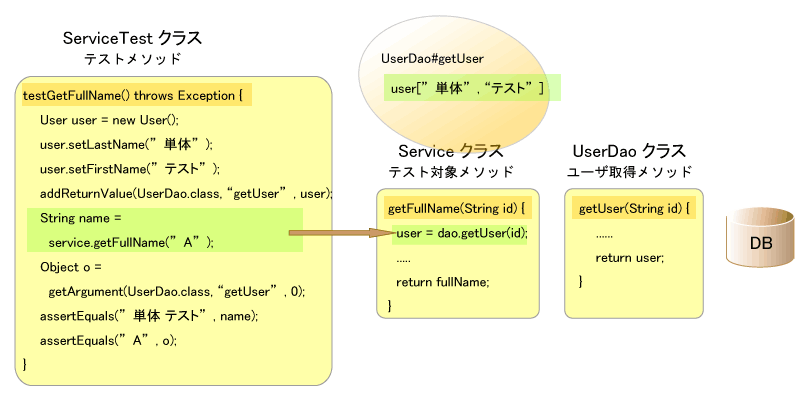 ServiceTest クラス
テストメソッド
testGetFullName() throws Exception {
User user = new User();
user.setLastName(”単体”);
user.setFirstName(”テスト”);
addReturnValue(UserDao.class, “getUser”, user);
String name =
service.getFullName(”A”);
Object o =
getArgument(UserDao.class, “getUser”, 0);
assertEquals(”単体 テスト”, name);
assertEquals(”A”, o);
}
UserDao#getUser
user[”単体”, “テスト”]
Service クラス
テスト対象メソッド
getFullName(String id) {
user = dao.getUser(id);
.....
return fullName;
}
UserDao クラス
ユーザ取得メソッド
getUser(String id) {
......
return user;
}
DB